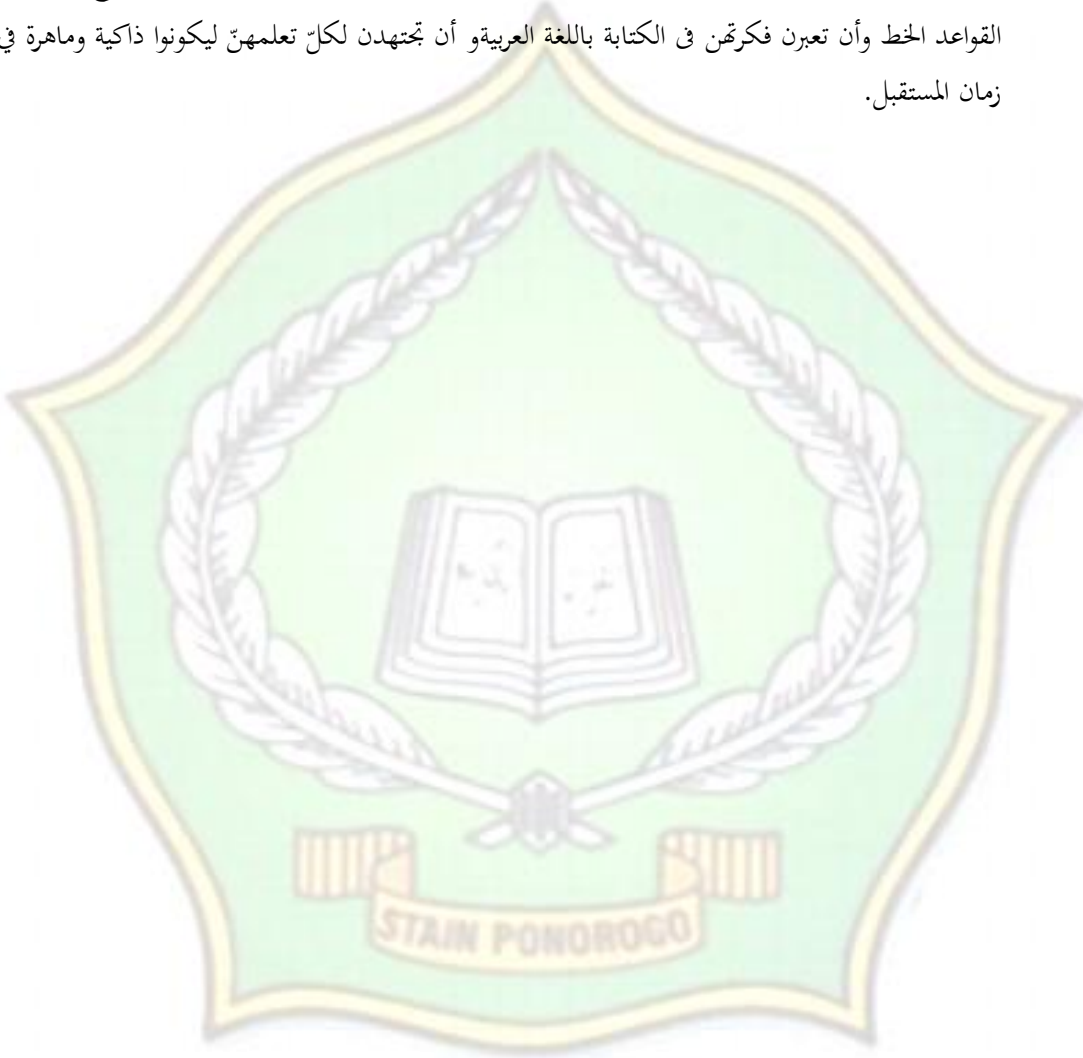 القواعد الخط وأن تعبرن فكرتهن فى الكتابة باللغة العربيةو أن تجتهدن لكلّ تعلمهنّ ليكونوا ذاكية وماهرة في
زمان المستقبل.
STAIN PONOROGO